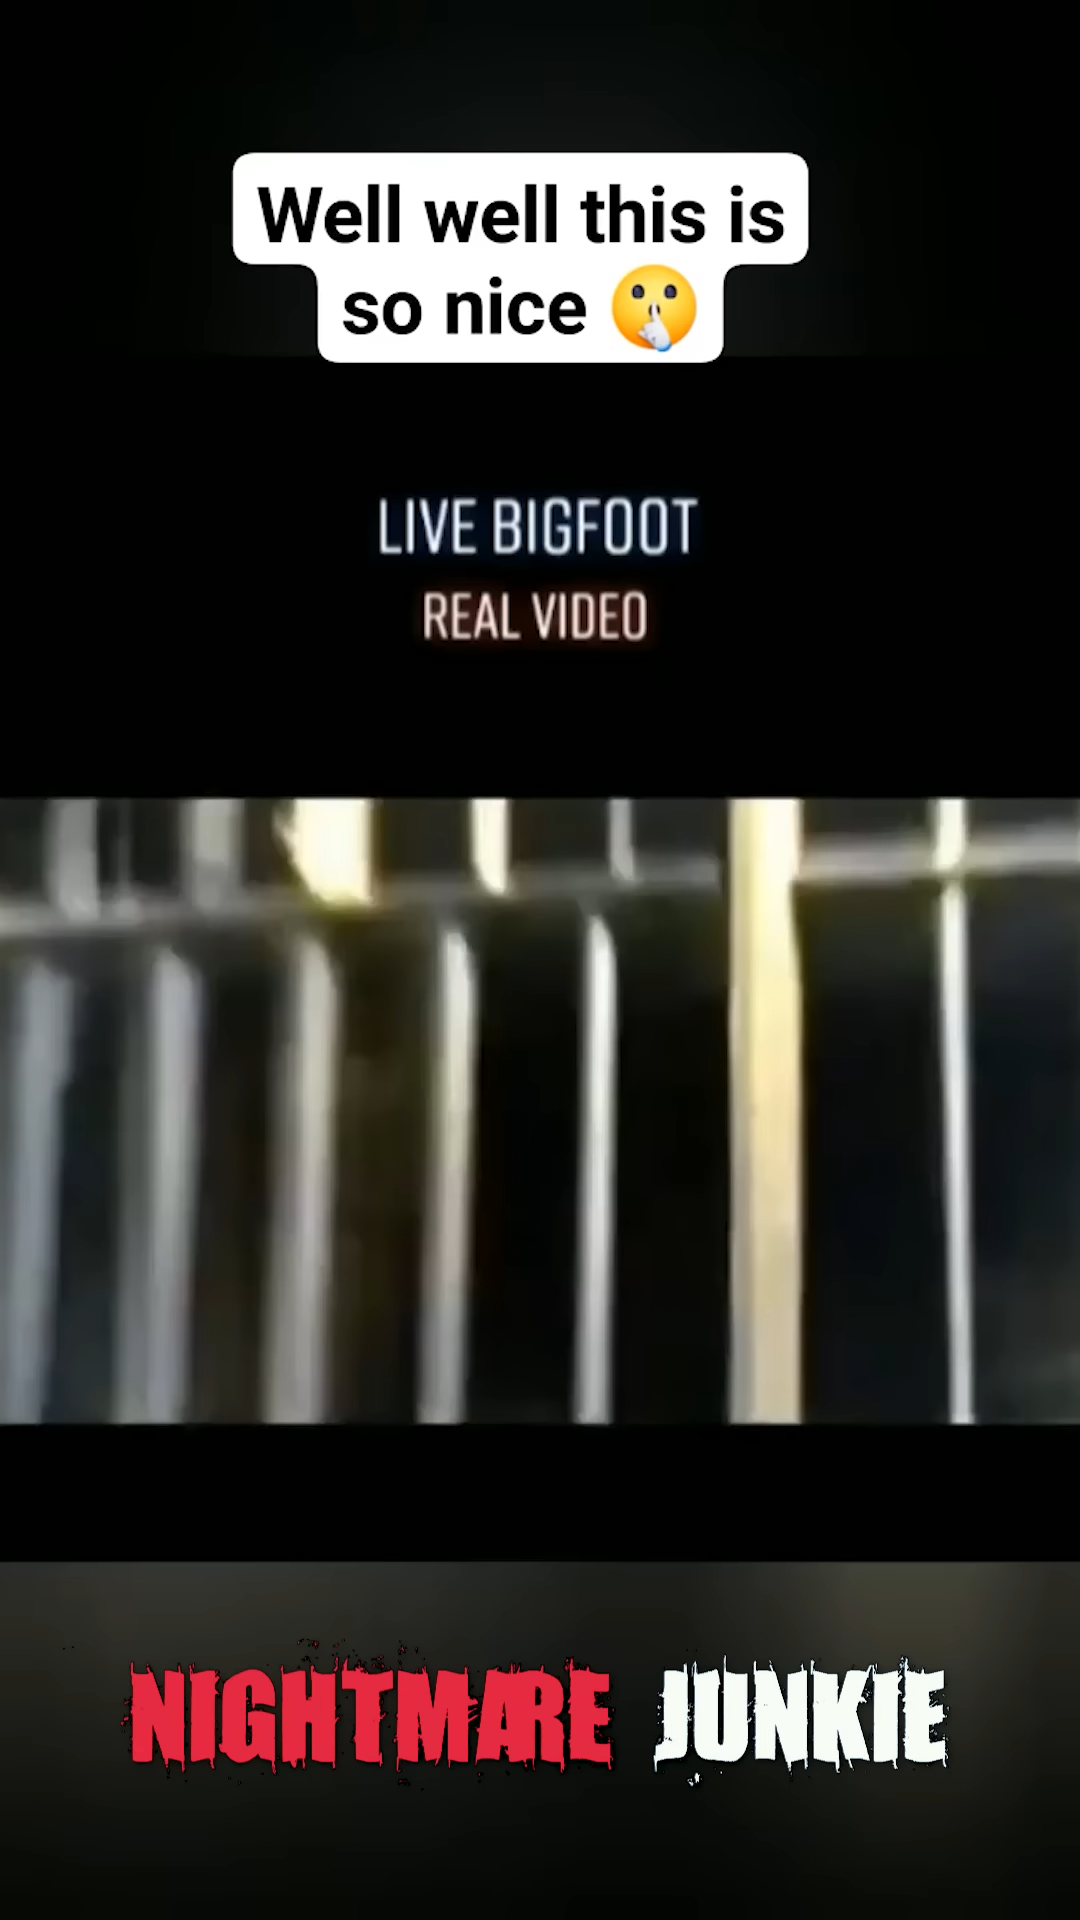 Well well this is
so nice 🤫
LIVE BIGFOOT
REAL VIDEO
NIGHTMARE JUNKIE